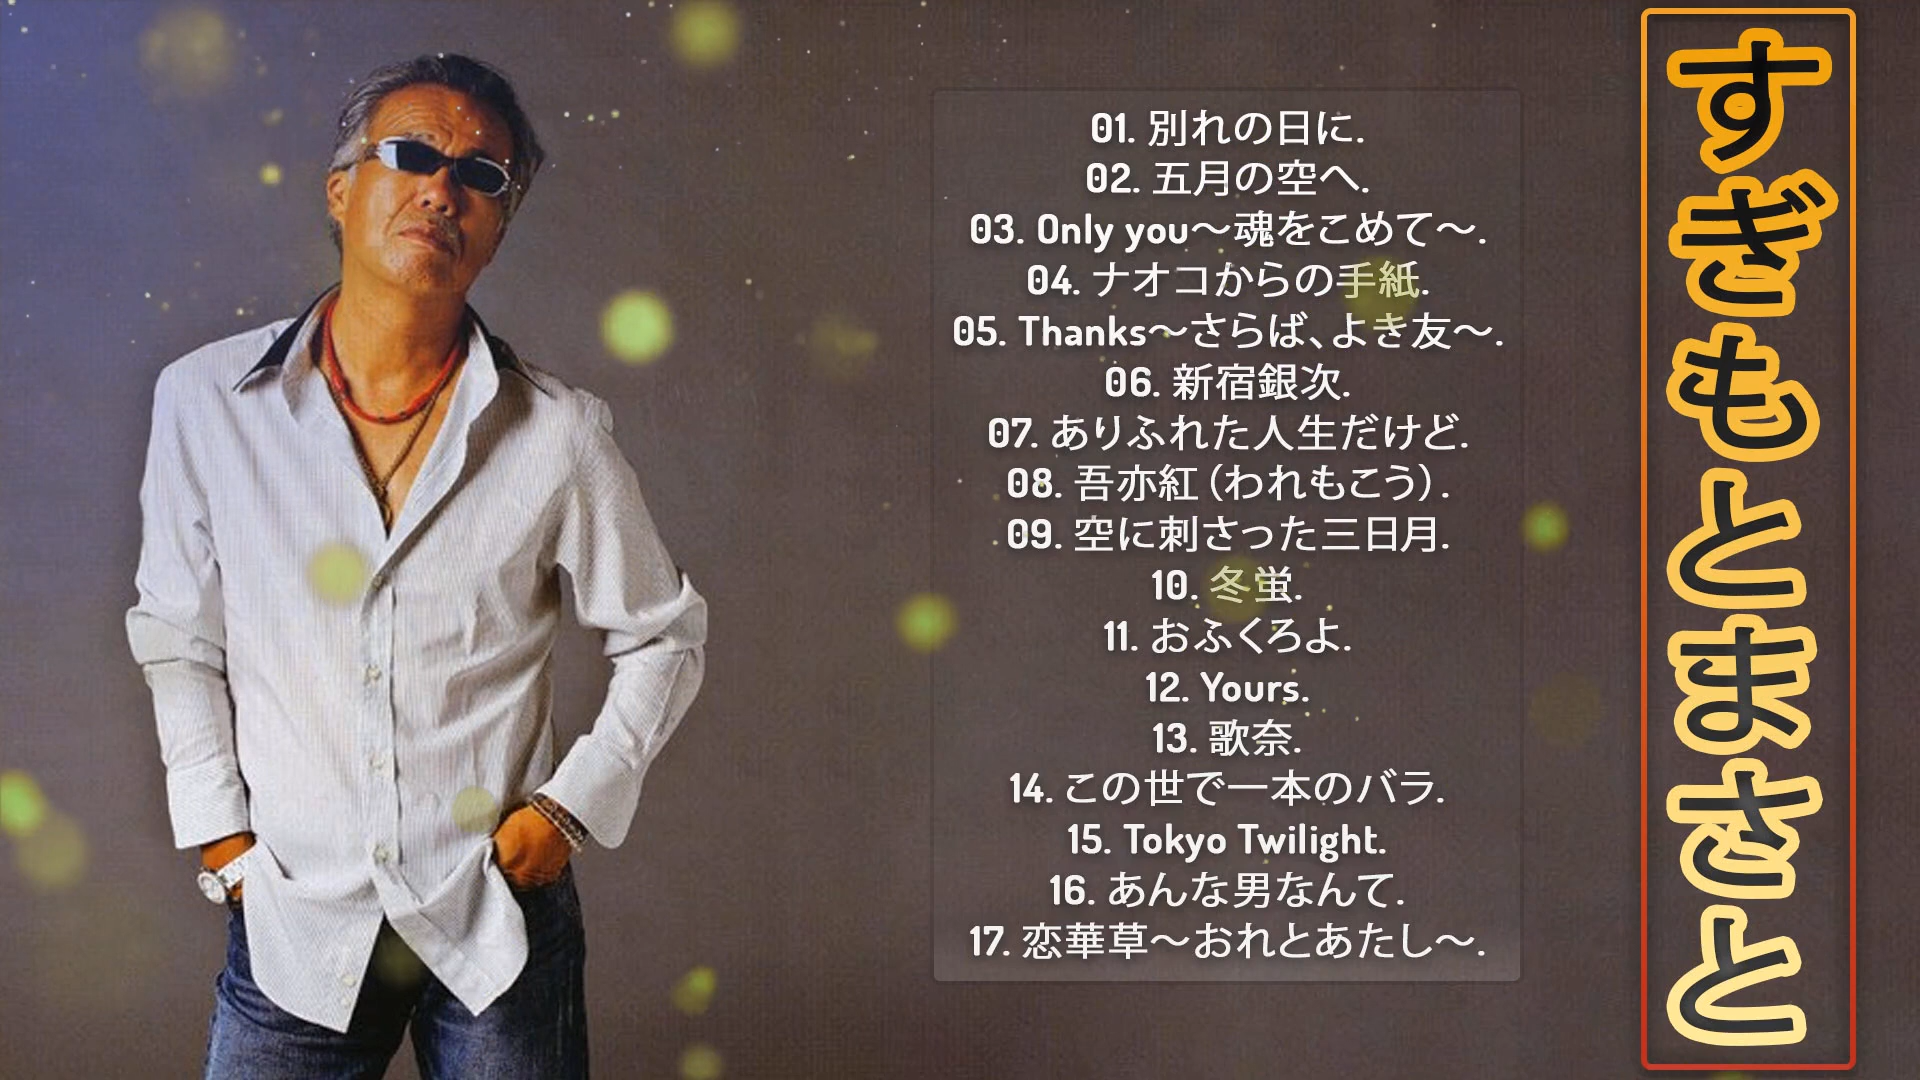 01. 別れの日に.
02. 五月の空へ.
03. Only you～魂をこめて～.
04. ナオコからの手紙.
05. Thanks～さらば、よき友～.
06. 新宿銀次.
07. ありふれた人生だけど.
08. 吾亦紅（われもこう）.
09. 空に刺さった三日月.
10. 冬蛍.
11. おふくろよ.
12. Yours.
13. 歌奈.
14. この世で一本のバラ.
15. Tokyo Twilight.
16. あんな男なんて.
17. 恋華草～おれとあたし～.
すぎもとまさと